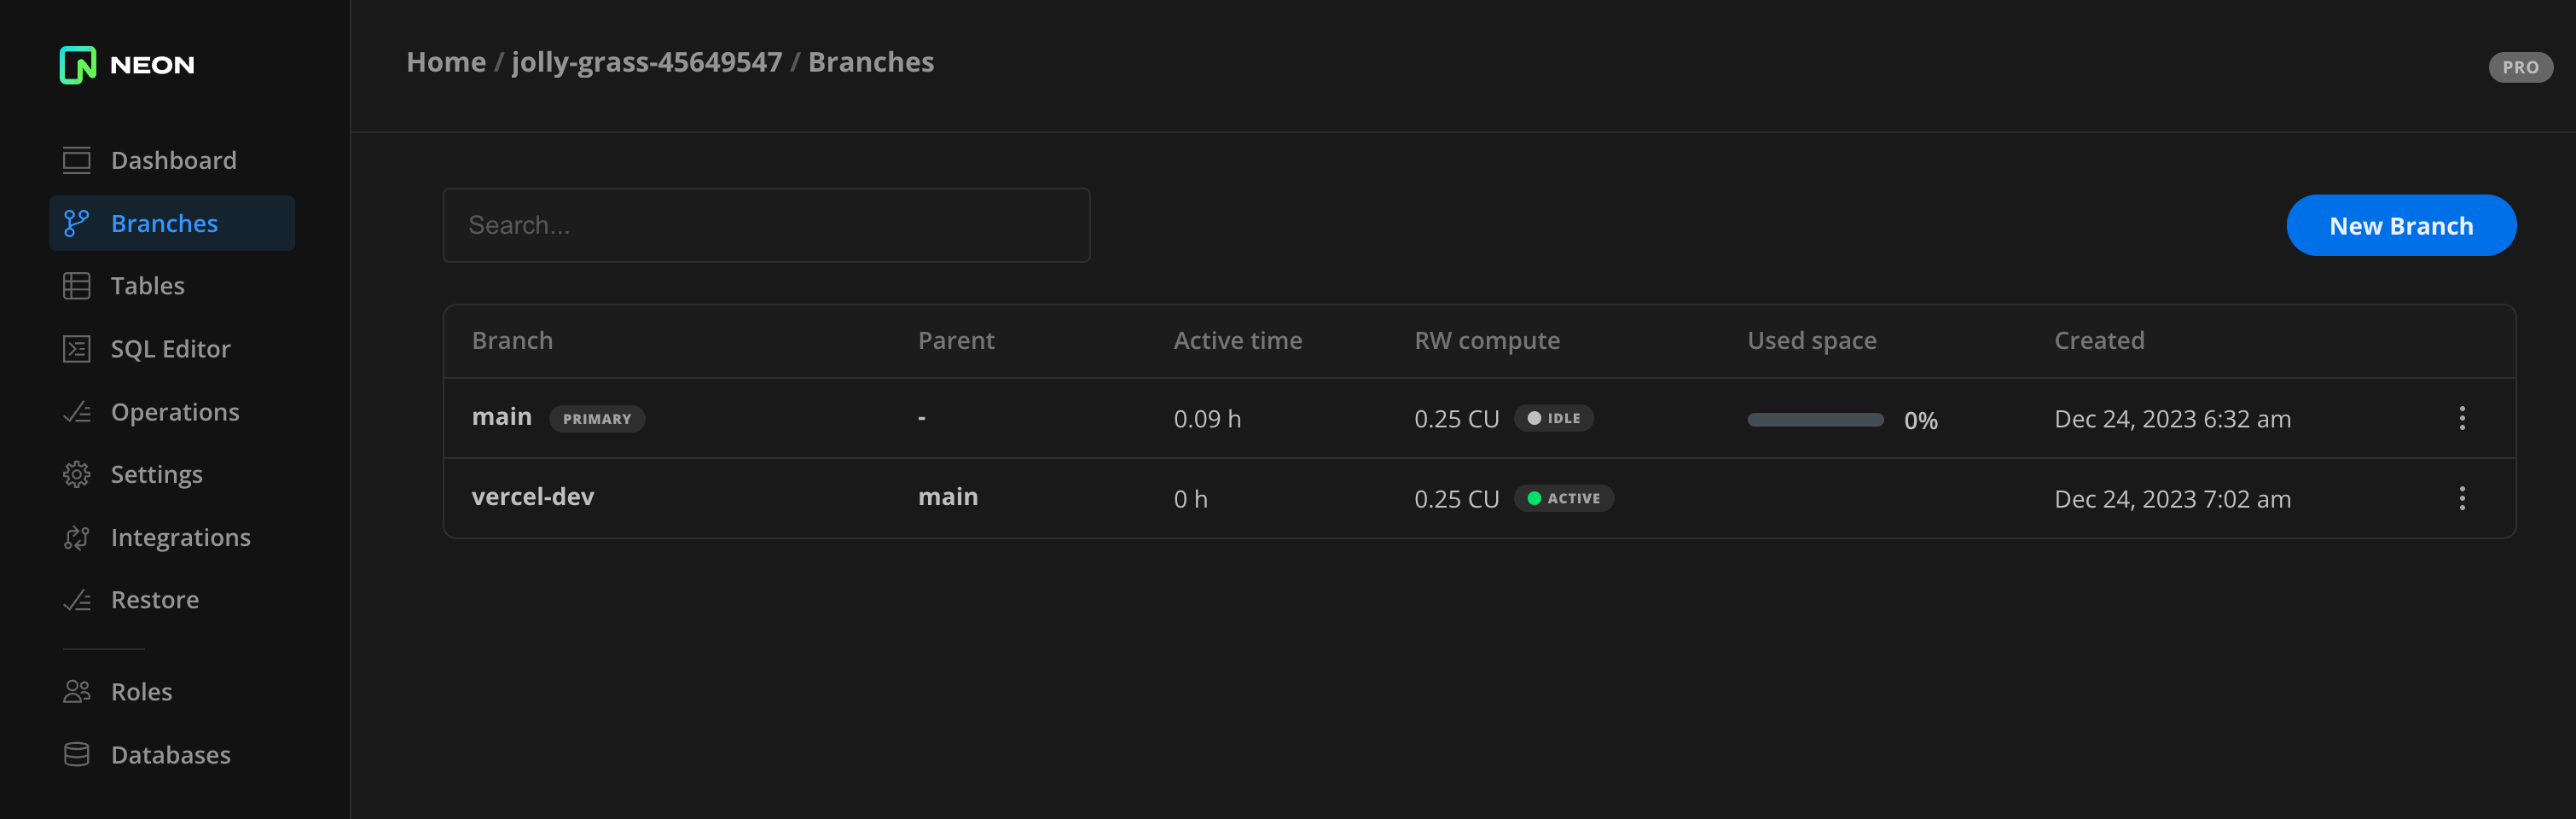 NEON
Home / jolly-grass-45649547 / Branches
PRO
Dashboard
Branches
Tables
SQL Editor
Operations
Settings
Integrations
Restore
Roles
Databases
Search...
New Branch
Branch Parent Active time RW compute Used space Created
main PRIMARY - 0.09 h 0.25 CU IDLE 0% Dec 24, 2023 6:32 am
vercel-dev main 0 h 0.25 CU ACTIVE Dec 24, 2023 7:02 am